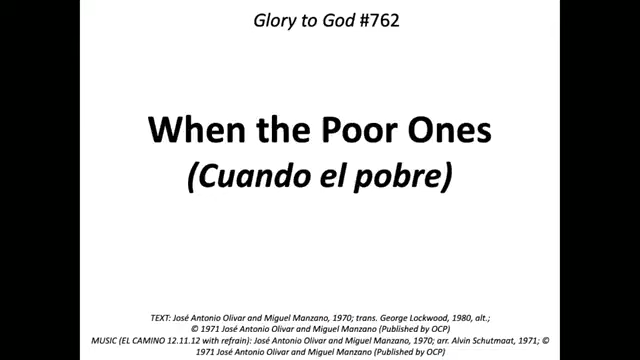 Glory to God #762
When the Poor Ones
(Cuando el pobre)
TEXT: José Antonio Olivar and Miguel Manzano, 1970; trans. George Lockwood, 1980, alt.;
© 1971 José Antonio Olivar and Miguel Manzano (Published by OCP)
MUSIC (EL CAMINO 12.11.12 with refrain): José Antonio Olivar and Miguel Manzano, 1970; arr. Alvin Schutmaat, 1971; ©
1971 José Antonio Olivar and Miguel Manzano (Published by OCP)